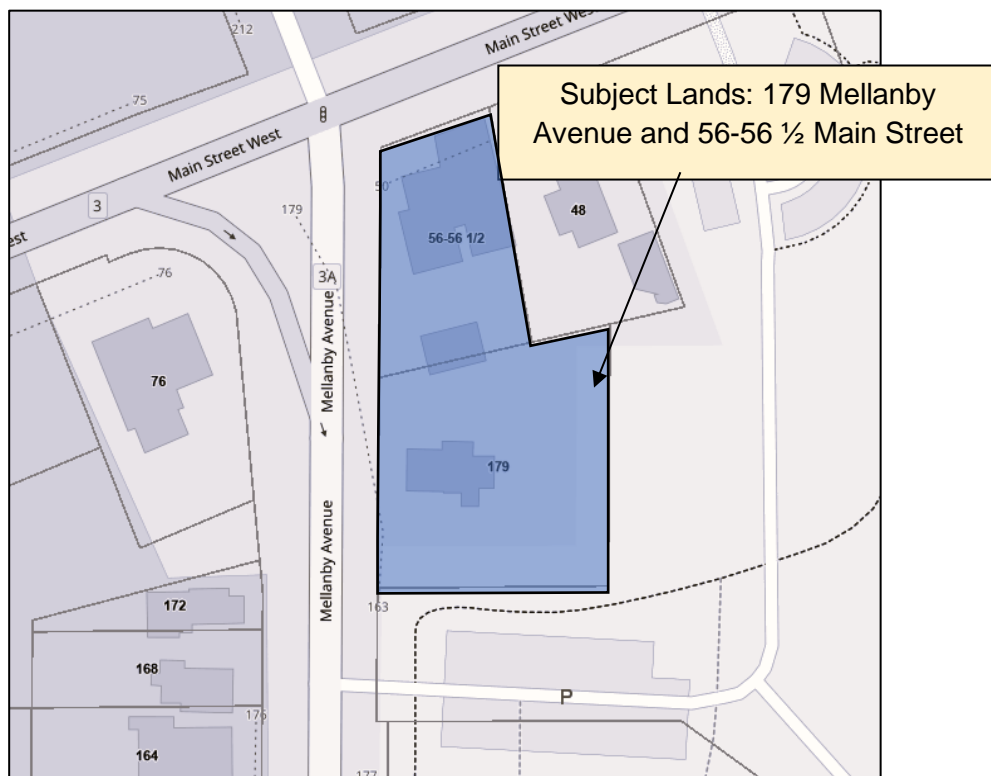 212
Main Street West
Subject Lands: 179 Mellanby
Avenue and 56-56 ½ Main Street
75
Main Street West
50
3
179
48
56-56 1/2
est
76
3A
Mellanby Avenue
76
179
Mellanby Avenue
172
163
168
P
176
164
177